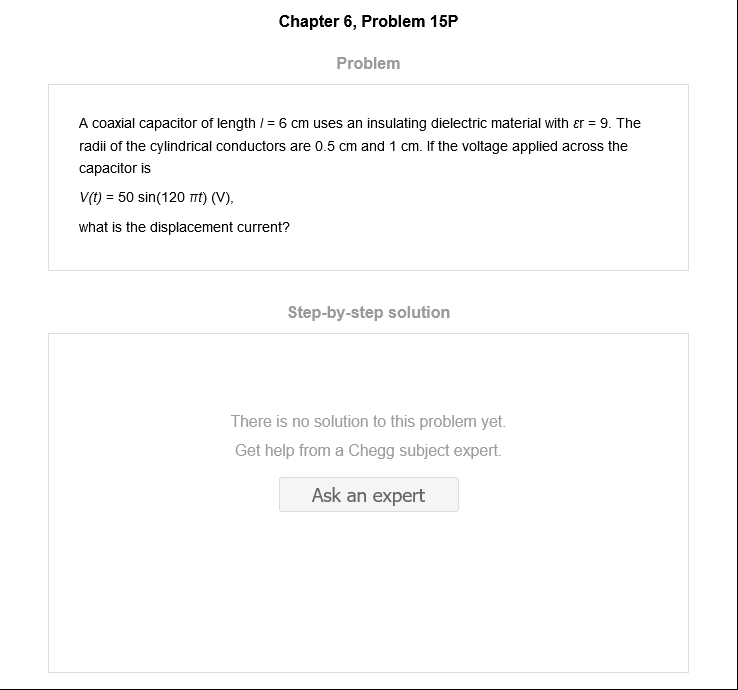 Chapter 6, Problem 15P
Problem
A coaxial capacitor of length l = 6 cm uses an insulating dielectric material with εr = 9. The
radii of the cylindrical conductors are 0.5 cm and 1 cm. If the voltage applied across the
capacitor is
V(t) = 50 sin(120 πt) (V),
what is the displacement current?
Step-by-step solution
There is no solution to this problem yet.
Get help from a Chegg subject expert.
Ask an expert